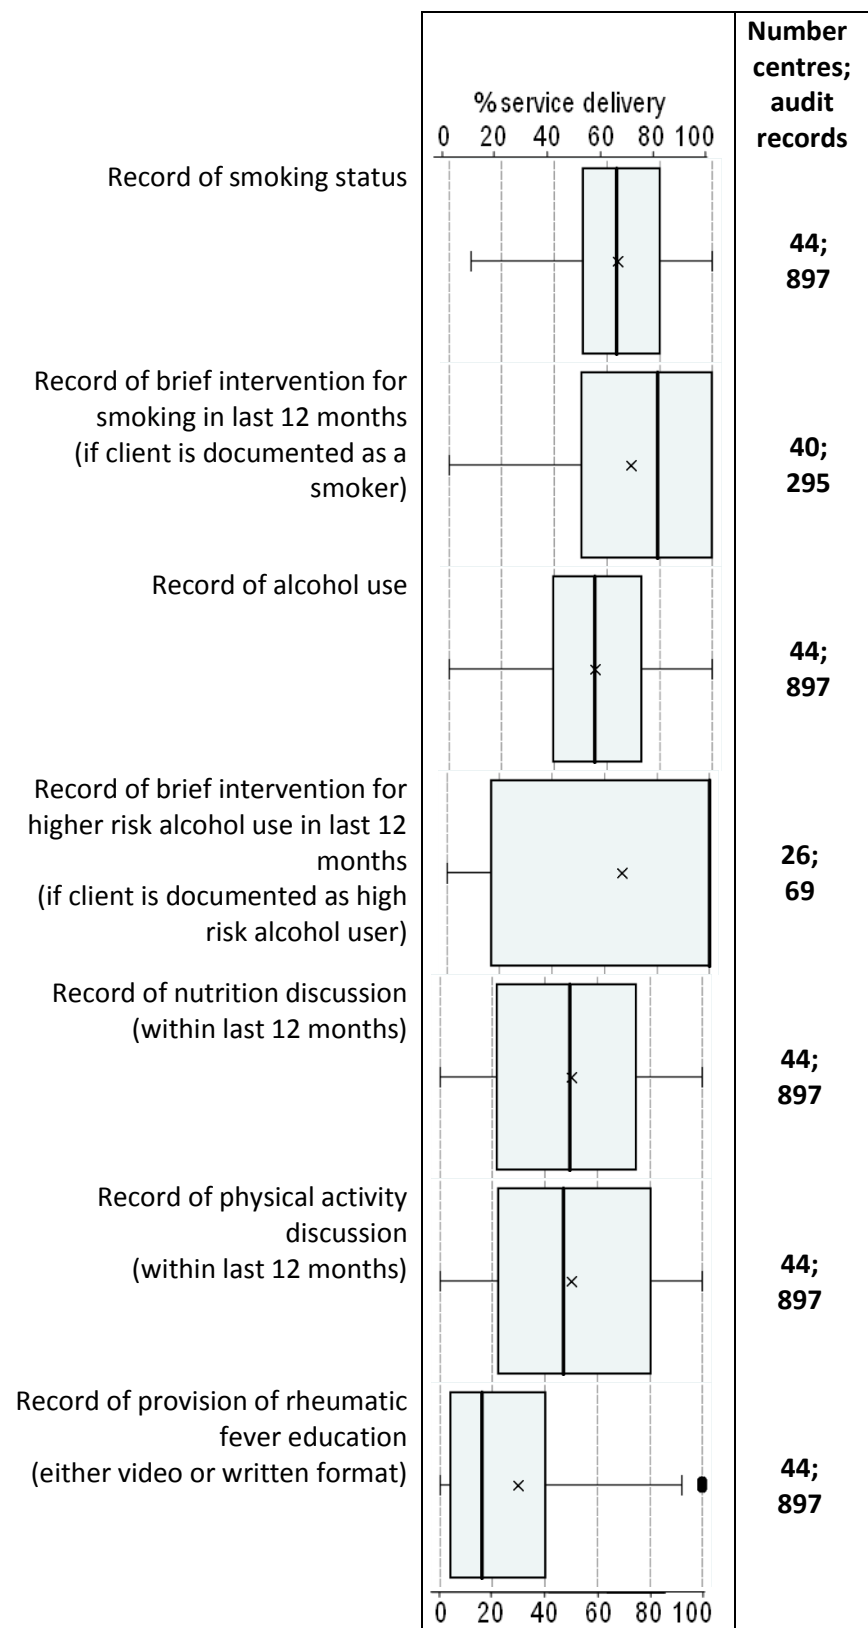 Number
centres;
audit
records
% service delivery
0 20 40 60 80 100
Record of smoking status
44;
897
Record of brief intervention for
smoking in last 12 months
(if client is documented as a
smoker)
40;
295
Record of alcohol use
44;
897
Record of brief intervention for
higher risk alcohol use in last 12
months
(if client is documented as high
risk alcohol user)
26;
69
Record of nutrition discussion
(within last 12 months)
44;
897
Record of physical activity
discussion
(within last 12 months)
44;
897
Record of provision of rheumatic
fever education
(either video or written format)
44;
897
0 20 40 60 80 100